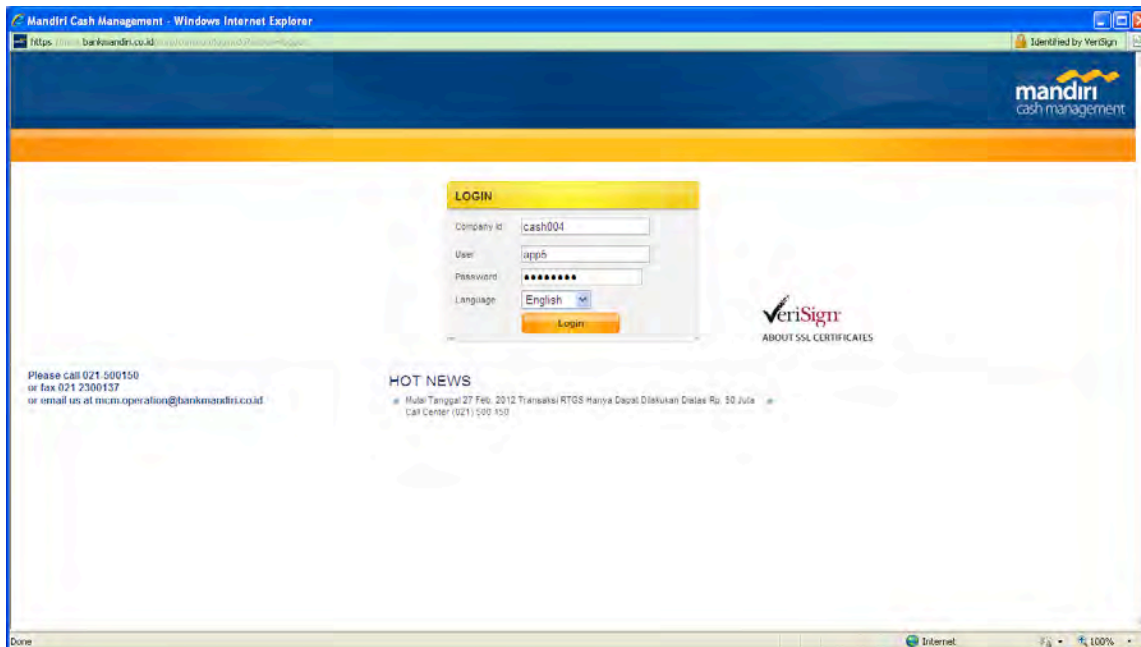 Mandiri Cash Management - Windows Internet Explorer
https bankmandiri.co.id
Identified by VeriSign
mandiri
cash management
LOGIN
Company Id cash004
User app5
Password ••••••••
Language English
Login
VeriSign
ABOUT SSL CERTIFICATES
Please call 021 500150
or fax 021 2300137
or email us at mcm.operation@bankmandiri.co.id
HOT NEWS
Mulai Tanggal 27 Feb. 2012 Transaksi RTGS Hanya Dapat Dilakukan Diatas Rp. 50 Juta
Call Center (021) 500 150
Done
Internet
100%